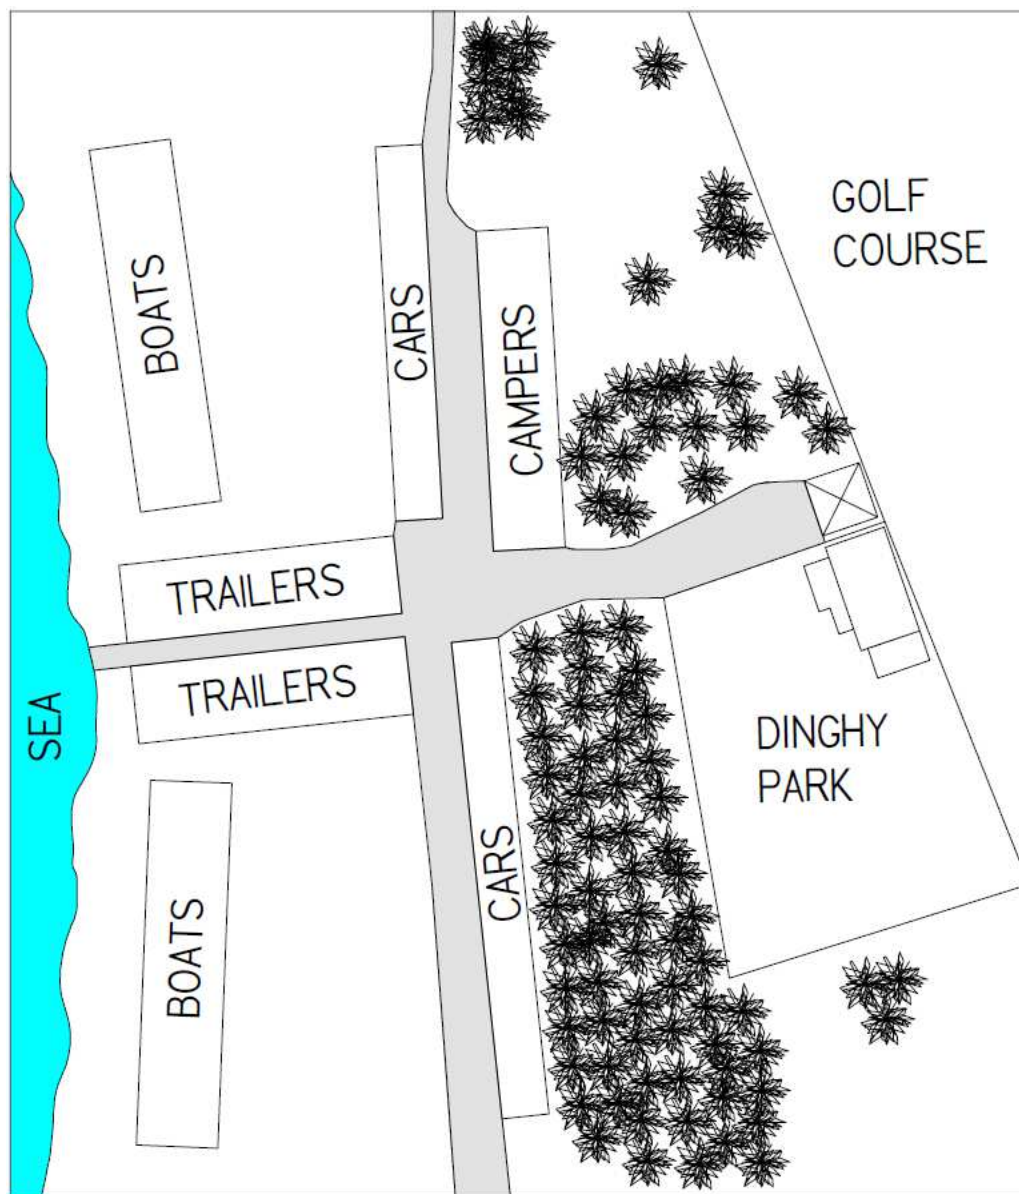 GOLF
COURSE
BOATS
CARS
CAMPERS
TRAILERS
TRAILERS
SEA
DINGHY
PARK
CARS
BOATS